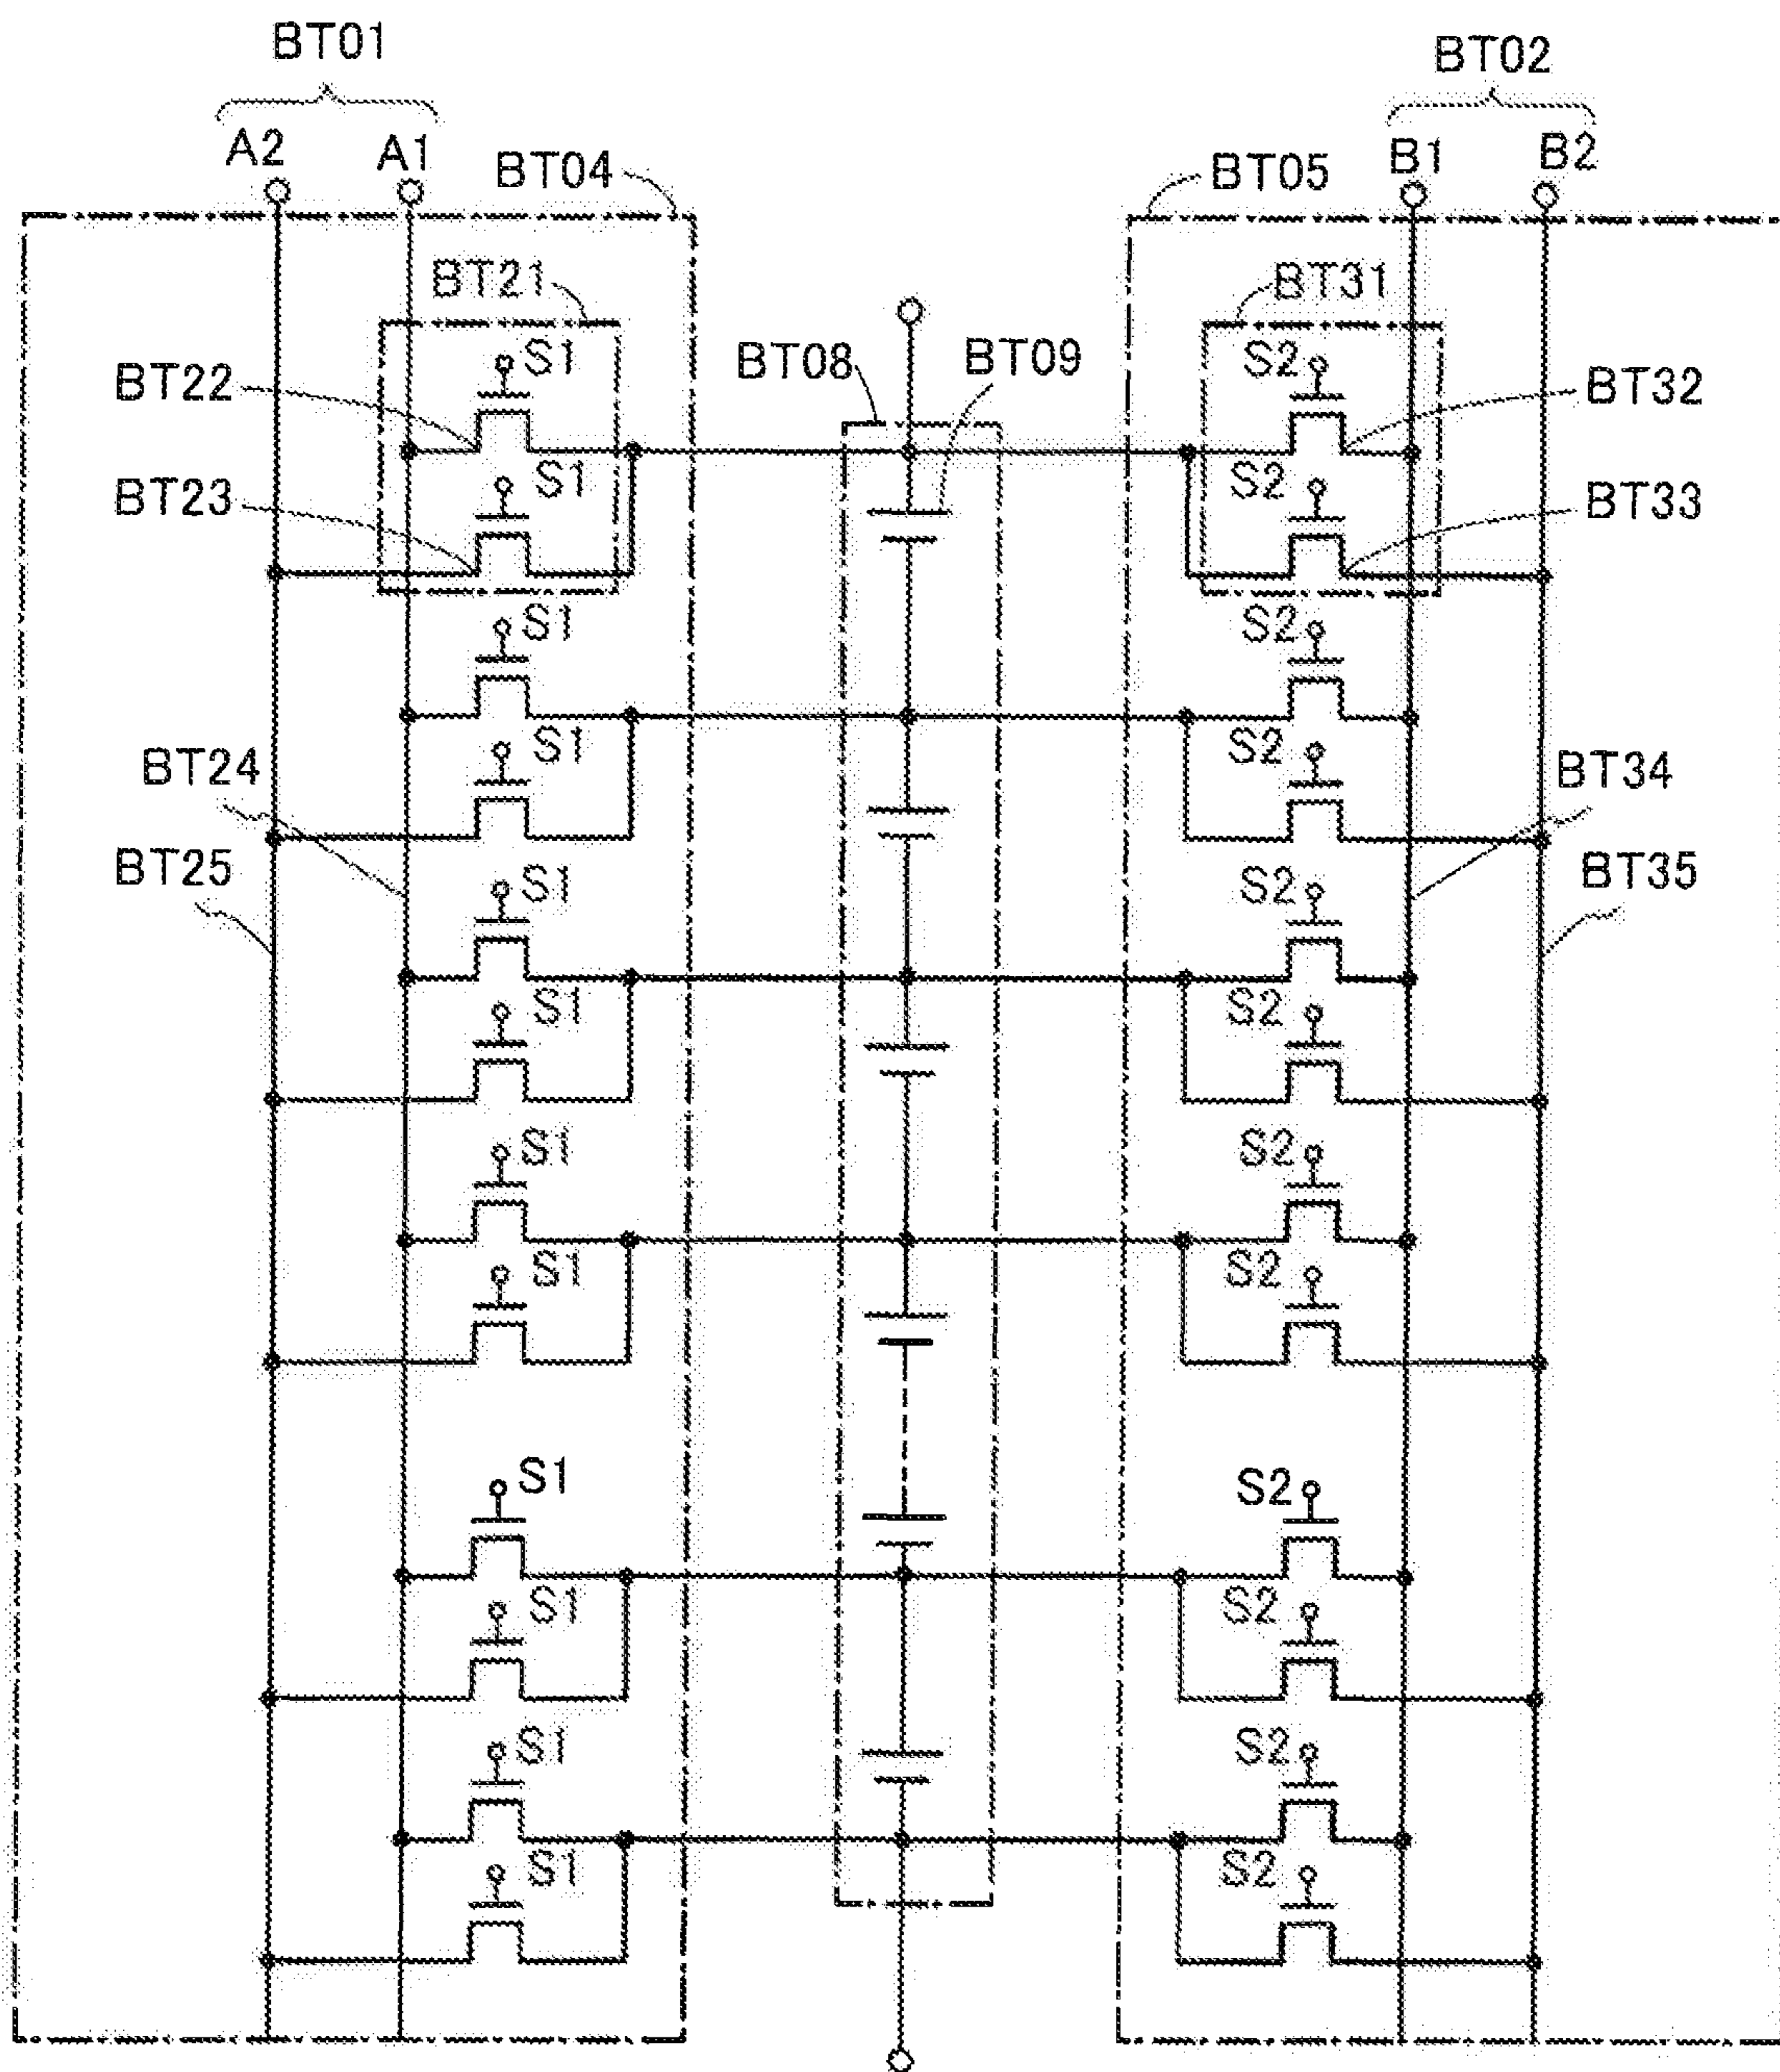 BT01
BT02
A2 A1 BT04 BT05 B1 B2
BT21 BT31
BT08 BT09
BT22 S1 S2 BT32
BT23 S1 S2 BT33
S1 S2
BT24 S1 S2 BT34
BT25 S1 S2 BT35
S1 S2
S1 S2
S1 S2
S1 S2
S1 S2
S1 S2
S1 S2